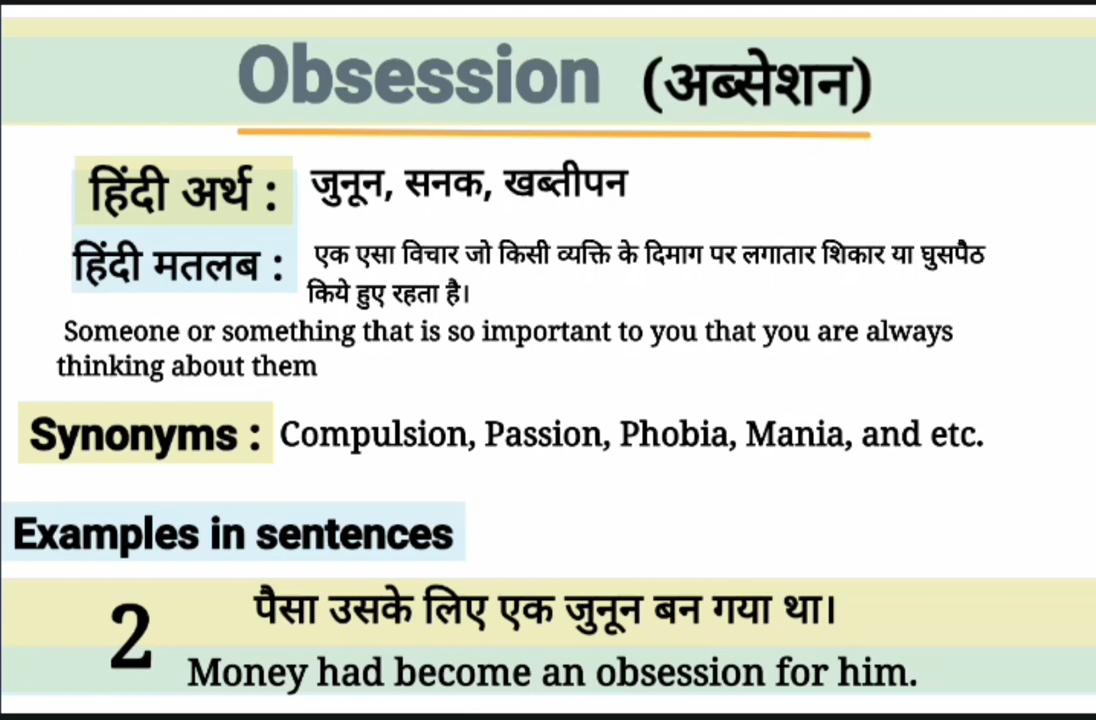 Obsession (अब्सेशन)
हिंदी अर्थ : जुनून, सनक, खब्तीपन
हिंदी मतलब : एक एसा विचार जो किसी व्यक्ति के दिमाग पर लगातार शिकार या घुसपैठ
किये हुए रहता है।
Someone or something that is so important to you that you are always
thinking about them
Synonyms : Compulsion, Passion, Phobia, Mania, and etc.
Examples in sentences
2 पैसा उसके लिए एक जुनून बन गया था।
Money had become an obsession for him.